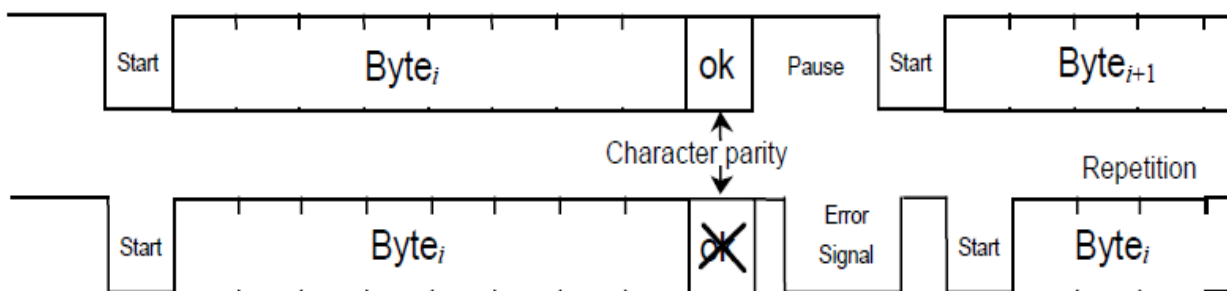 Start Byte i ok Pause Start Byte i+1
Character parity
Repetition
Start Byte i ok Error Signal Start Byte i